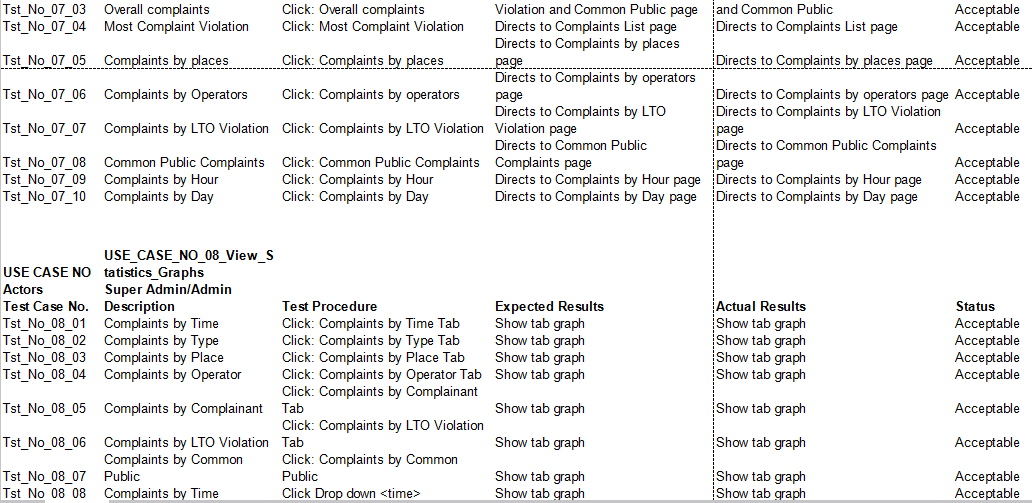 Tst_No_07_03 Overall complaints Click: Overall complaints Violation and Common Public page and Common Public Acceptable
Tst_No_07_04 Most Complaint Violation Click: Most Complaint Violation Directs to Complaints List page Directs to Complaints List page Acceptable
Directs to Complaints by places
Tst_No_07_05 Complaints by places Click: Complaints by places page Directs to Complaints by places page Acceptable
Directs to Complaints by operators
Tst_No_07_06 Complaints by Operators Click: Complaints by operators page Directs to Complaints by operators page Acceptable
Directs to Complaints by LTO Directs to Complaints by LTO Violation
Tst_No_07_07 Complaints by LTO Violation Click: Complaints by LTO Violation Violation page page Acceptable
Directs to Common Public Directs to Common Public Complaints
Tst_No_07_08 Common Public Complaints Click: Common Public Complaints Complaints page page Acceptable
Tst_No_07_09 Complaints by Hour Click: Complaints by Hour Directs to Complaints by Hour page Directs to Complaints by Hour page Acceptable
Tst_No_07_10 Complaints by Day Click: Complaints by Day Directs to Complaints by Day page Directs to Complaints by Day page Acceptable
USE_CASE_NO_08_View_S
USE CASE NO tatistics_Graphs
Actors Super Admin/Admin
Test Case No. Description Test Procedure Expected Results Actual Results Status
Tst_No_08_01 Complaints by Time Click: Complaints by Time Tab Show tab graph Show tab graph Acceptable
Tst_No_08_02 Complaints by Type Click: Complaints by Type Tab Show tab graph Show tab graph Acceptable
Tst_No_08_03 Complaints by Place Click: Complaints by Place Tab Show tab graph Show tab graph Acceptable
Tst_No_08_04 Complaints by Operator Click: Complaints by Operator Tab Show tab graph Show tab graph Acceptable
Click: Complaints by Complainant
Tst_No_08_05 Complaints by Complainant Tab Show tab graph Show tab graph Acceptable
Click: Complaints by LTO Violation
Tst_No_08_06 Complaints by LTO Violation Tab Show tab graph Show tab graph Acceptable
Complaints by Common Click: Complaints by Common
Tst_No_08_07 Public Public Show tab graph Show tab graph Acceptable
Tst_No_08_08 Complaints by Time Click Drop down <time> Show tab graph Show tab graph Acceptable